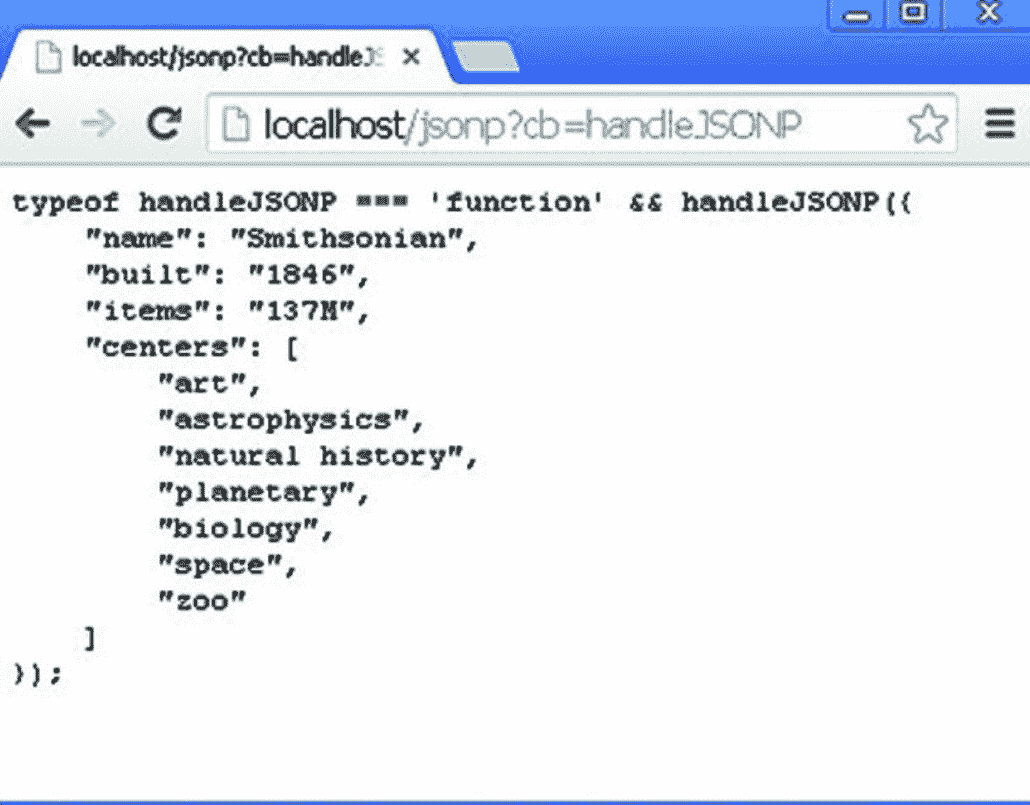 localhost/jsonp?cb=handleJS
localhost/jsonp?cb=handleJSONP
typeof handleJSONP === 'function' && handleJSONP({
    "name": "Smithsonian",
    "built": "1846",
    "items": "137M",
    "centers": [
        "art",
        "astrophysics",
        "natural history",
        "planetary",
        "biology",
        "space",
        "zoo"
    ]
});